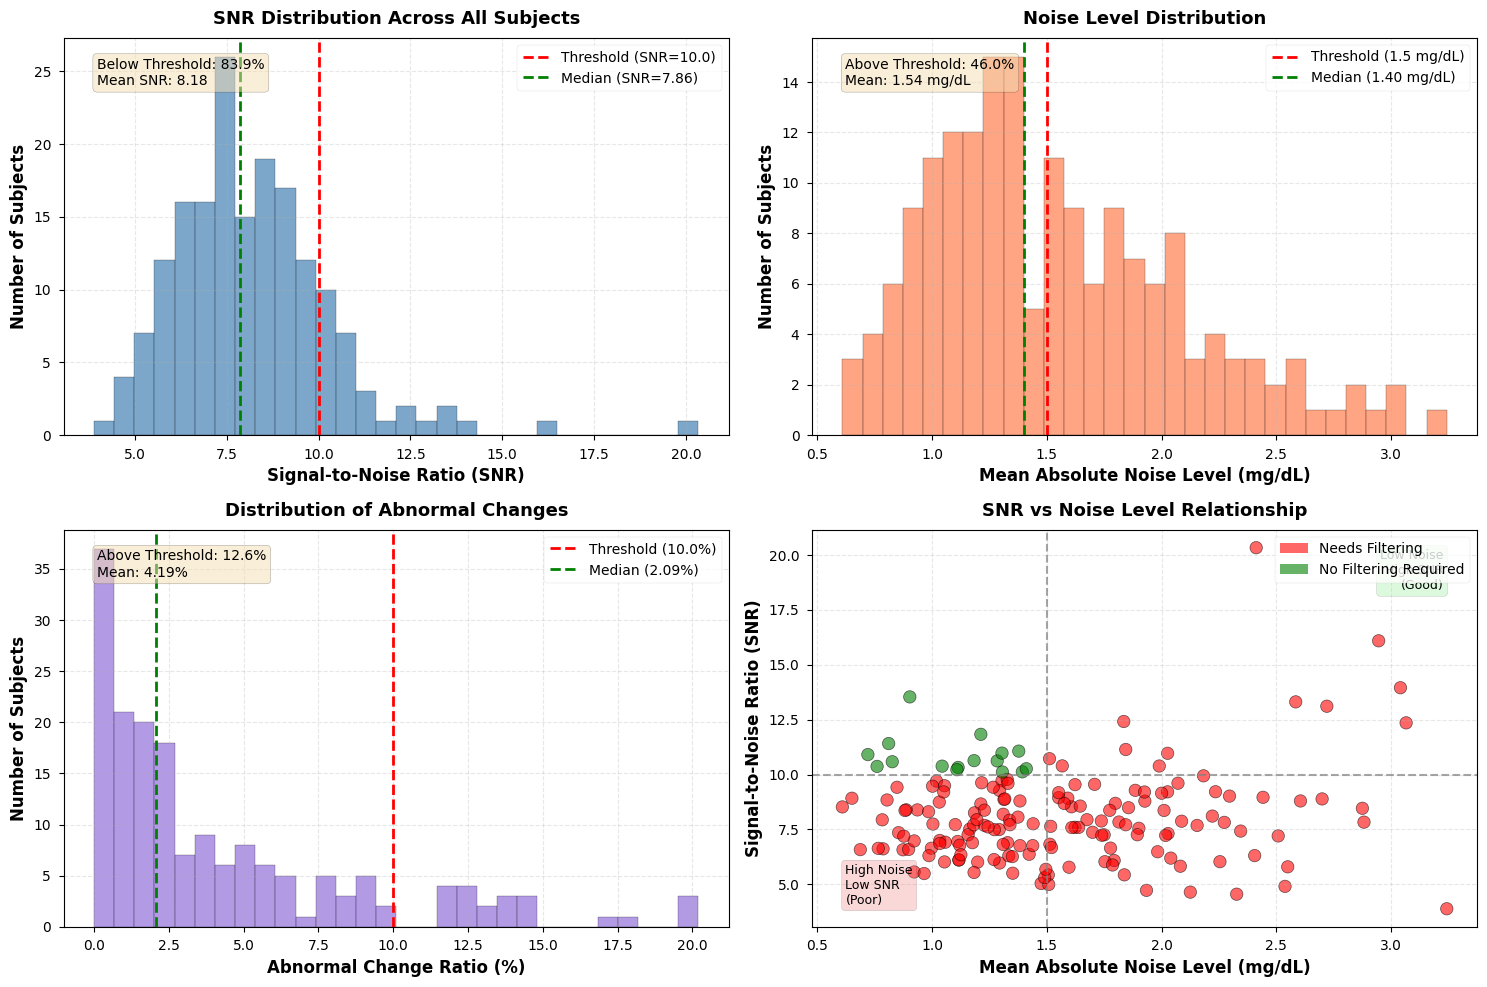 SNR Distribution Across All Subjects
Below Threshold: 83.9%
Mean SNR: 8.18
Threshold (SNR=10.0)
Median (SNR=7.86)
Number of Subjects
25
20
15
10
5
0
5.0
7.5
10.0
12.5
15.0
17.5
20.0
Signal-to-Noise Ratio (SNR)
Noise Level Distribution
Above Threshold: 46.0%
Mean: 1.54 mg/dL
Threshold (1.5 mg/dL)
Median (1.40 mg/dL)
Number of Subjects
14
12
10
8
6
4
2
0
0.5
1.0
1.5
2.0
2.5
3.0
Mean Absolute Noise Level (mg/dL)
Distribution of Abnormal Changes
Above Threshold: 12.6%
Mean: 4.19%
Threshold (10.0%)
Median (2.09%)
Number of Subjects
35
30
25
20
15
10
5
0
0.0
2.5
5.0
7.5
10.0
12.5
15.0
17.5
20.0
Abnormal Change Ratio (%)
SNR vs Noise Level Relationship
Needs Filtering
No Filtering Required
Low Noise
(Good)
Signal-to-Noise Ratio (SNR)
20.0
17.5
15.0
12.5
10.0
7.5
5.0
High Noise
Low SNR
(Poor)
0.5
1.0
1.5
2.0
2.5
3.0
Mean Absolute Noise Level (mg/dL)